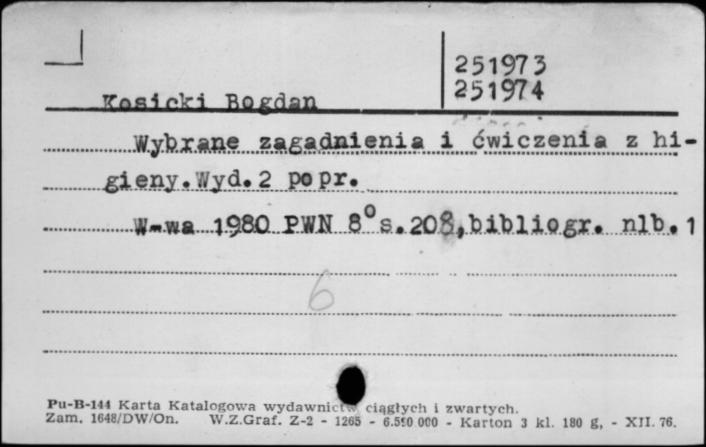 251973
251974
Kosicki Bogdan
Wybrane zagadnienia i ćwiczenia z hi-
gieny.Wyd.2 popr.
W-wa 1980 PWN 8° s.208,bibliogr. nlb.1
6
Pu-B-144 Karta Katalogowa wydawnictw ciągłych i zwartych.
Zam. 1648/DW/On. W.Z.Graf. Z-2 - 1265 - 6.500 000 - Karton 3 kl. 180 g, - XII. 76.